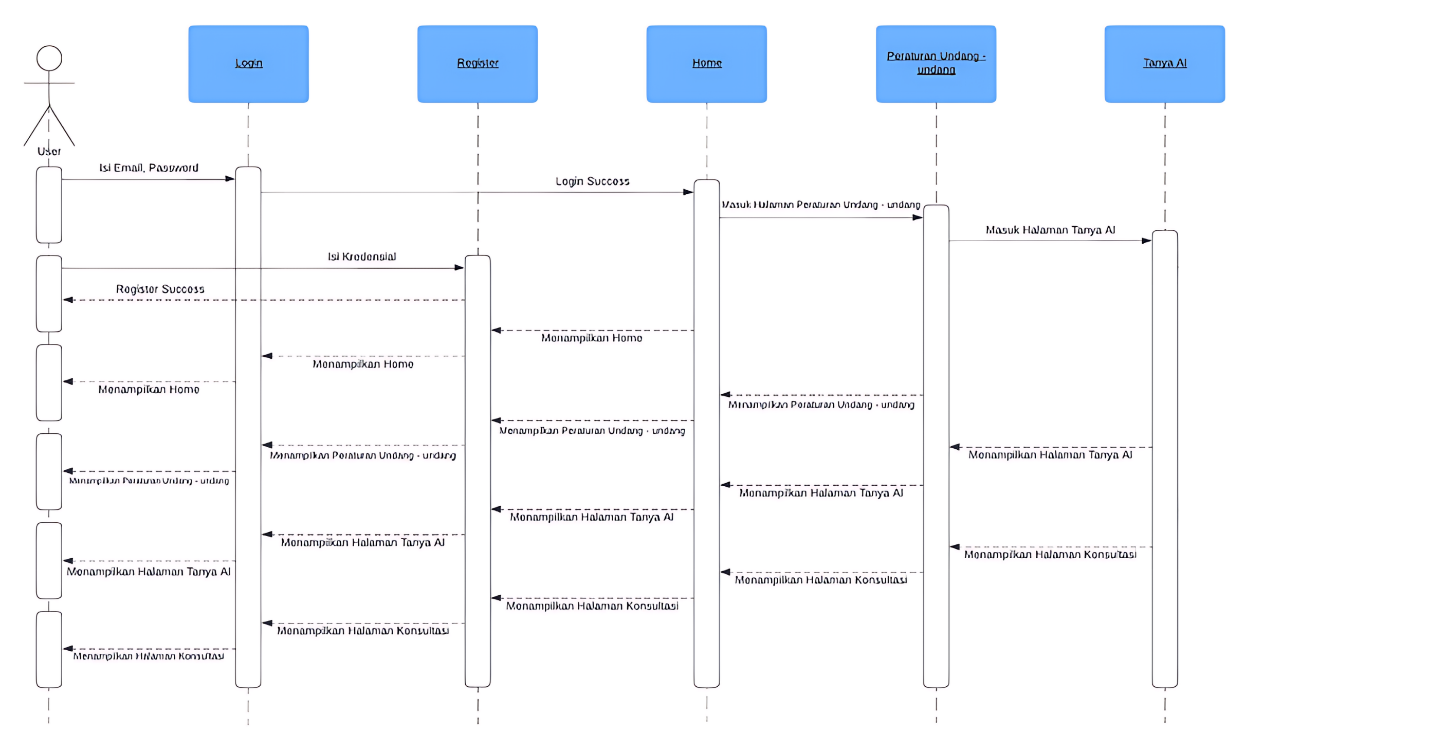 Login
Register
Home
Peraturan Undang -
undang
Tanya AI
User
Isi Email, Password
Login Success
Masuk Halaman Peraturan Undang - undang
Masuk Halaman Tanya AI
Isi Kredensial
Register Success
Menampilkan Home
Menampilkan Home
Menampilkan Home
Menampilkan Peraturan Undang - undang
Menampilkan Peraturan Undang - undang
Menampilkan Peraturan Undang - undang
Menampilkan Halaman Tanya AI
Menampilkan Peraturan Undang - undang
Menampilkan Halaman Tanya AI
Menampilkan Halaman Tanya AI
Menampilkan Halaman Tanya AI
Menampilkan Halaman Konsultasi
Menampilkan Halaman Tanya AI
Menampilkan Halaman Konsultasi
Menampilkan Halaman Konsultasi
Menampilkan Halaman Konsultasi
Menampilkan Halaman Konsultasi